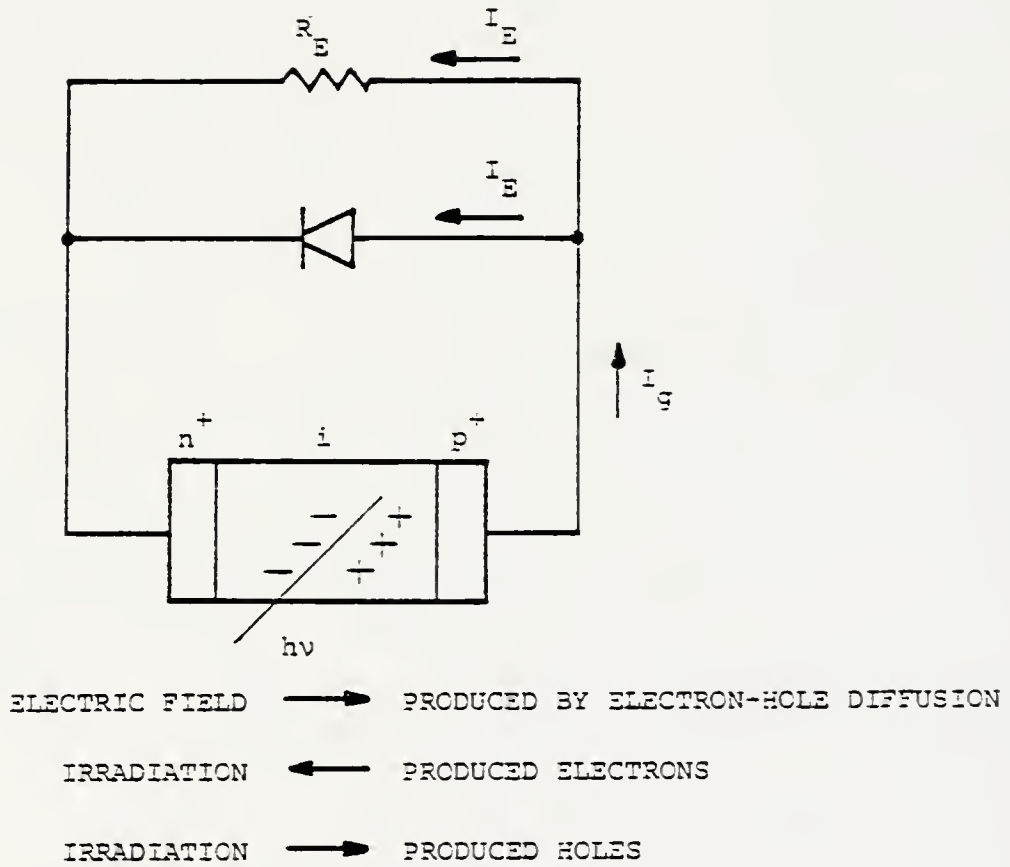 R_E
I_E
I_E
I_g
n^+ i p^+
− +
− +
− +
hν
ELECTRIC FIELD → PRODUCED BY ELECTRON-HOLE DIFFUSION
IRRADIATION ← PRODUCED ELECTRONS
IRRADIATION → PRODUCED HOLES